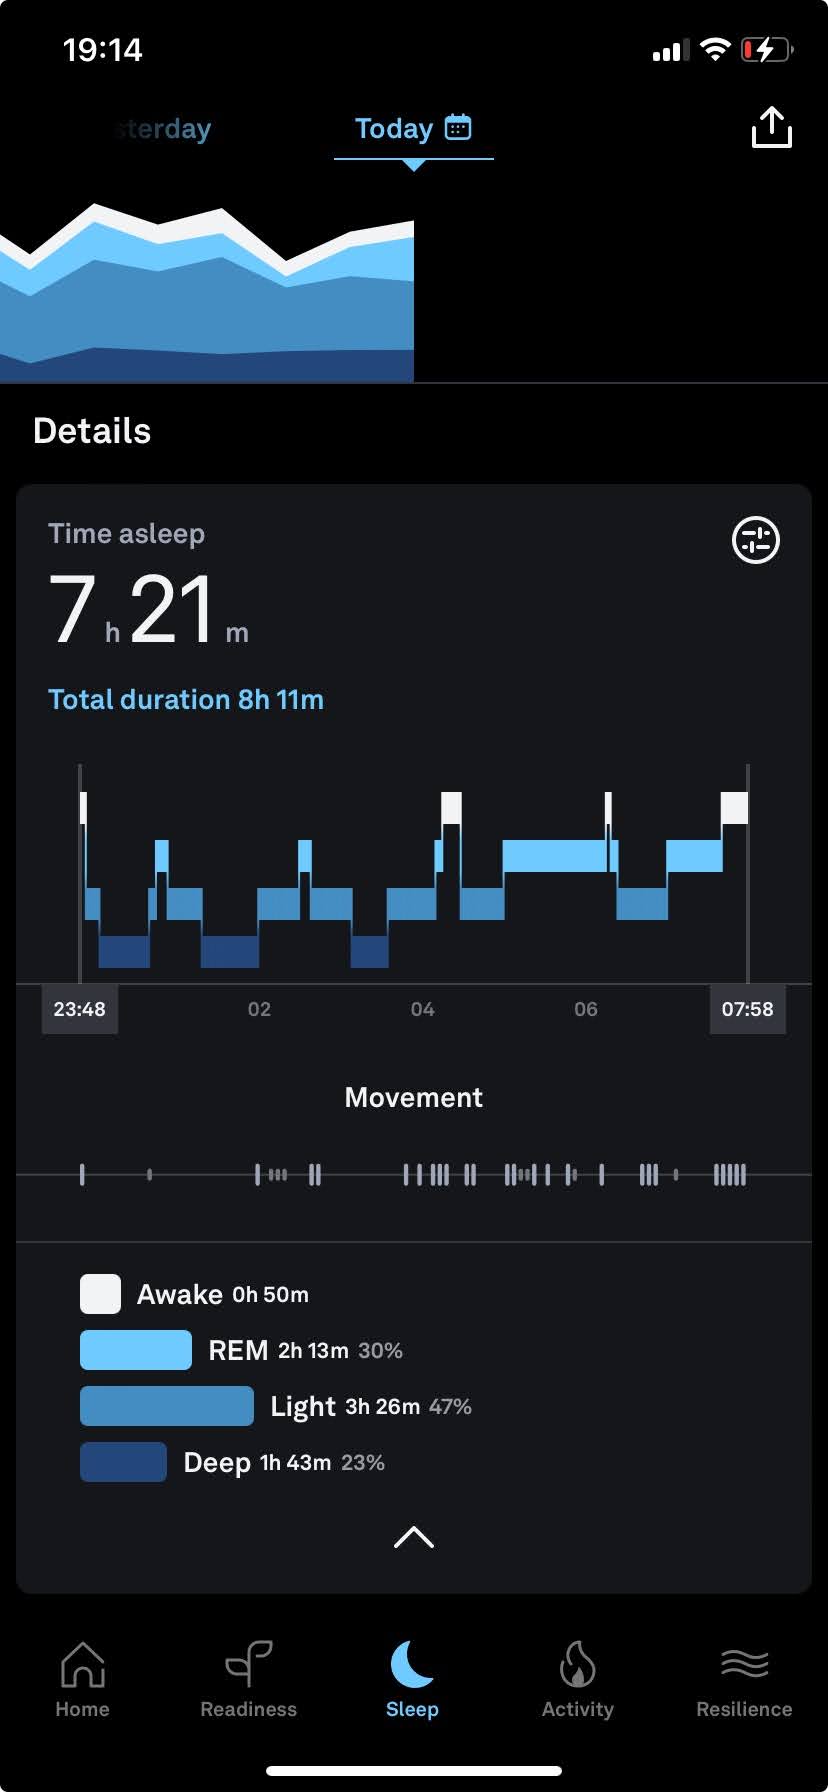 19:14
sterday
Today
Details
Time asleep
7 h 21 m
Total duration 8h 11m
23:48 02 04 06 07:58
Movement
Awake 0h 50m
REM 2h 13m 30%
Light 3h 26m 47%
Deep 1h 43m 23%
Home Readiness Sleep Activity Resilience